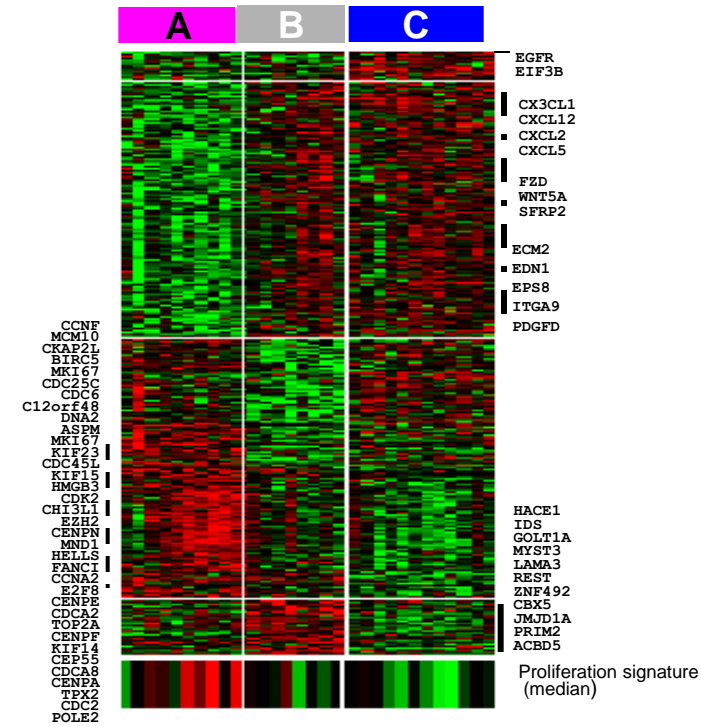 A B C
EGFR
EIF3B
CX3CL1
CXCL12
CXCL2
CXCL5
FZD
WNT5A
SFRP2
ECM2
EDN1
EPS8
ITGA9
PDGFD
CCNF
MCM10
CKAP2L
BIRC5
MKI67
CDC25C
CDC6
C12orf48
DNA2
ASPM
MKI67
KIF23
CDC45L
KIF15
HMGB3
CDK2
CHI3L1
EZH2
CENPN
MND1
HELLS
FANCI
CCNA2
E2F8
CENPE
CDCA2
TOP2A
CENPF
KIF14
CEP55
CDCA8
CENPA
TPX2
CDC2
POLE2
HACE1
IDS
GOLT1A
MYST3
LAMA3
REST
ZNF492
CBX5
JMJD1A
PRIM2
ACBD5
Proliferation signature
(median)